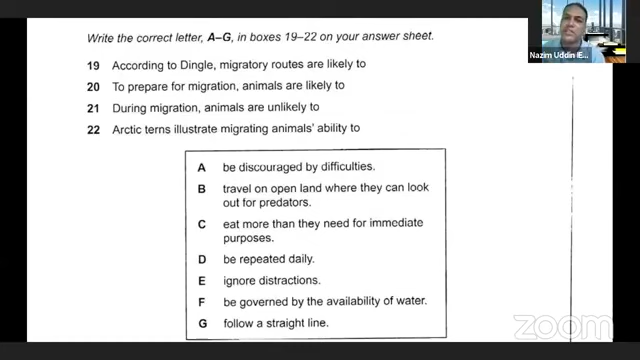 Write the correct letter, A–G, in boxes 19–22 on your answer sheet.
19 According to Dingle, migratory routes are likely to
20 To prepare for migration, animals are likely to
21 During migration, animals are unlikely to
22 Arctic terns illustrate migrating animals' ability to
A be discouraged by difficulties.
B travel on open land where they can look
out for predators.
C eat more than they need for immediate
purposes.
D be repeated daily.
E ignore distractions.
F be governed by the availability of water.
G follow a straight line.
Nazim Uddin IE...
zoom